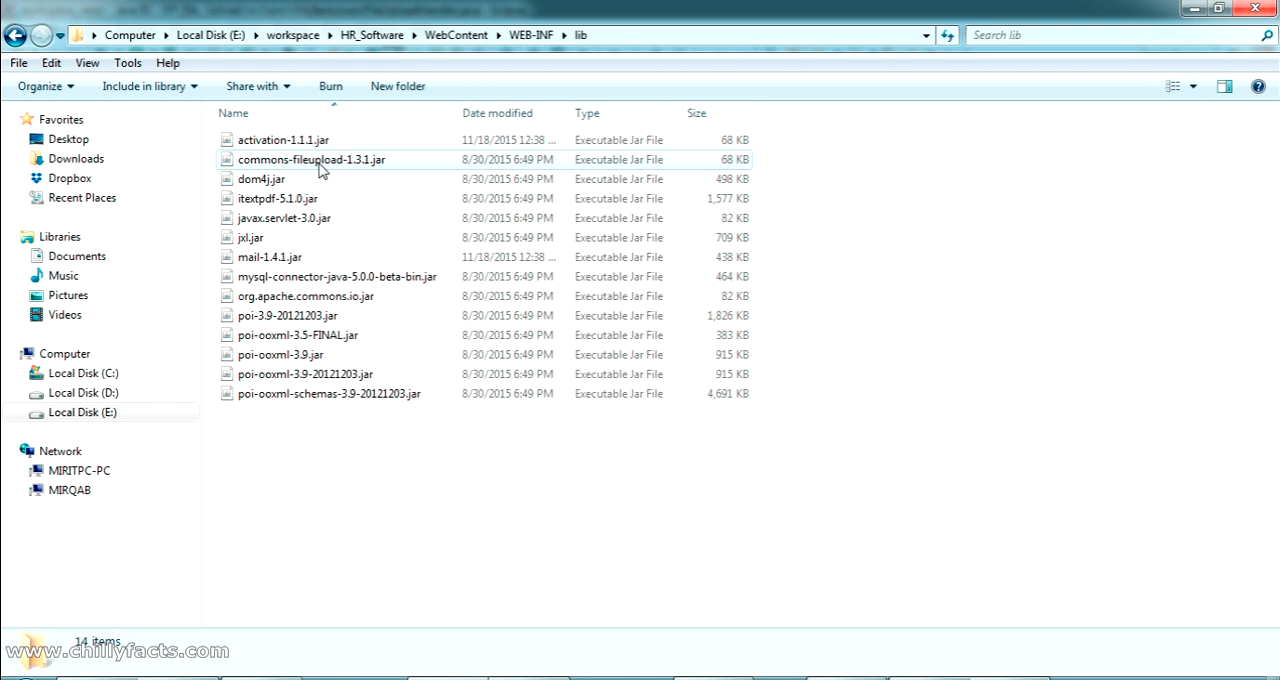 Computer Local Disk (E:) workspace HR_Software WebContent WEB-INF lib Search lib
File Edit View Tools Help
Organize Include in library Share with Burn New folder
Name Date modified Type Size
Favorites
Desktop
Downloads
Dropbox
Recent Places
Libraries
Documents
Music
Pictures
Videos
Computer
Local Disk (C:)
Local Disk (D:)
Local Disk (E:)
Network
MIRITPC-PC
MIRQAB
activation-1.1.1.jar 11/18/2015 12:38 ... Executable Jar File 68 KB
commons-fileupload-1.3.1.jar 8/30/2015 6:49 PM Executable Jar File 68 KB
dom4j.jar 8/30/2015 6:49 PM Executable Jar File 498 KB
itextpdf-5.1.0.jar 8/30/2015 6:49 PM Executable Jar File 1,577 KB
javax.servlet-3.0.jar 8/30/2015 6:49 PM Executable Jar File 82 KB
jxl.jar 8/30/2015 6:49 PM Executable Jar File 709 KB
mail-1.4.1.jar 11/18/2015 12:38 ... Executable Jar File 438 KB
mysql-connector-java-5.0.0-beta-bin.jar 8/30/2015 6:49 PM Executable Jar File 464 KB
org.apache.commons.io.jar 8/30/2015 6:49 PM Executable Jar File 82 KB
poi-3.9-20121203.jar 8/30/2015 6:49 PM Executable Jar File 1,826 KB
poi-ooxml-3.5-FINAL.jar 8/30/2015 6:49 PM Executable Jar File 383 KB
poi-ooxml-3.9.jar 8/30/2015 6:49 PM Executable Jar File 915 KB
poi-ooxml-3.9-20121203.jar 8/30/2015 6:49 PM Executable Jar File 915 KB
poi-ooxml-schemas-3.9-20121203.jar 8/30/2015 6:49 PM Executable Jar File 4,691 KB
14 items
www.chillyfacts.com